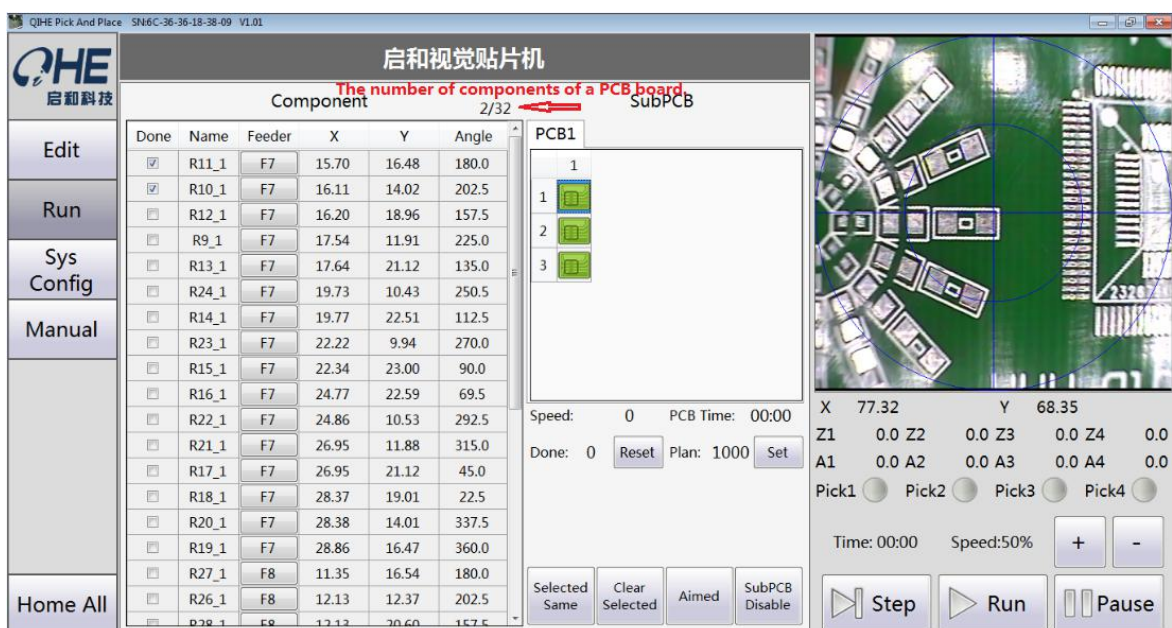 QIHE Pick And Place SN:6C-36-36-18-38-09 V1.01
QHE
启和科技
启和视觉贴片机
The number of components of a PCB board.
Component 2/32 SubPCB
Edit
Run
Sys
Config
Manual
Home All
Done Name Feeder X Y Angle
R11_1 F7 15.70 16.48 180.0
R10_1 F7 16.11 14.02 202.5
R12_1 F7 16.20 18.96 157.5
R9_1 F7 17.54 11.91 225.0
R13_1 F7 17.64 21.12 135.0
R24_1 F7 19.73 10.43 250.5
R14_1 F7 19.77 22.51 112.5
R23_1 F7 22.22 9.94 270.0
R15_1 F7 22.34 23.00 90.0
R16_1 F7 24.77 22.59 69.5
R22_1 F7 24.86 10.53 292.5
R21_1 F7 26.95 11.88 315.0
R17_1 F7 26.95 21.12 45.0
R18_1 F7 28.37 19.01 22.5
R20_1 F7 28.38 14.01 337.5
R19_1 F7 28.86 16.47 360.0
R27_1 F8 11.35 16.54 180.0
R26_1 F8 12.13 12.37 202.5
R28_1 F8 12.13 20.60 157.5
PCB1
1
1
2
3
Speed: 0 PCB Time: 00:00
Done: 0 Reset Plan: 1000 Set
Selected
Same
Clear
Selected
Aimed
SubPCB
Disable
2328
X 77.32 Y 68.35
Z1 0.0 Z2 0.0 Z3 0.0 Z4 0.0
A1 0.0 A2 0.0 A3 0.0 A4 0.0
Pick1 Pick2 Pick3 Pick4
Time: 00:00 Speed:50% + -
Step Run Pause